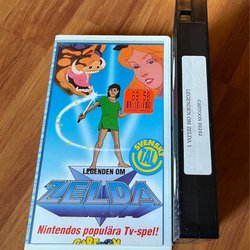 SVENSKT
TAL
LEGENDEN OM
ZELDA
Nintendos populära Tv-spel!
CARTOON
LEGENDEN OM ZELDA 1